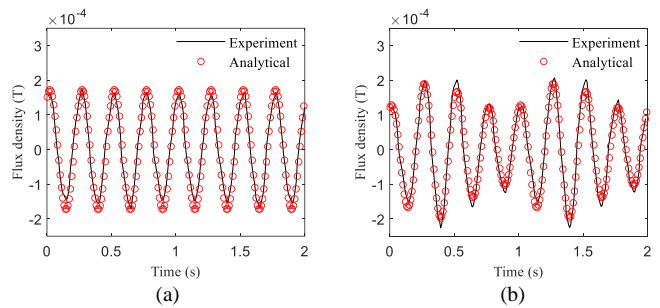 ×10⁻⁴
3
2
1
0
-1
-2
Flux density (T)
Experiment
Analytical
0
0.5
1
1.5
2
Time (s)
(a)
×10⁻⁴
3
2
1
0
-1
-2
Flux density (T)
Experiment
Analytical
0
0.5
1
1.5
2
Time (s)
(b)